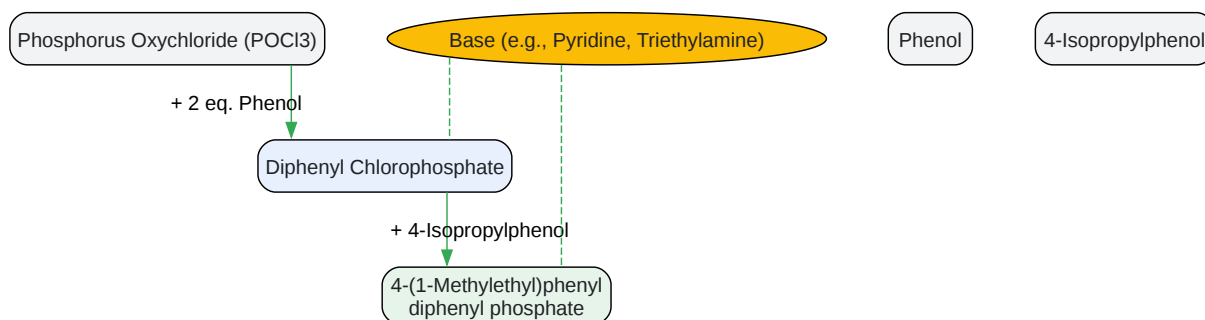 Phosphorus Oxychloride (POCl3)
Base (e.g., Pyridine, Triethylamine)
Phenol
4-Isopropylphenol
+ 2 eq. Phenol
Diphenyl Chlorophosphate
+ 4-Isopropylphenol
4-(1-Methylethyl)phenyl
diphenyl phosphate